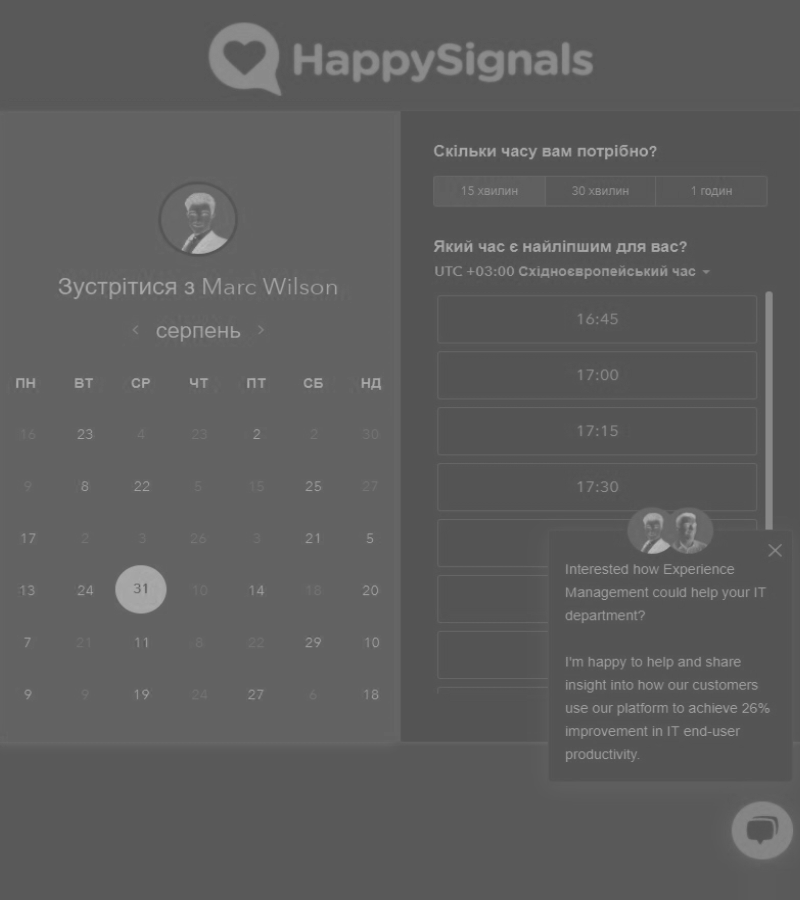 HappySignals
Зустрітися з Marc Wilson
серпень
ПН ВТ СР ЧТ ПТ СБ НД
16 23 4 23 2 2 30
9 8 22 5 15 25 27
17 2 3 26 3 21 5
13 24 31 10 14 18 20
7 21 11 8 22 29 10
9 9 19 24 27 6 18
Скільки часу вам потрібно?
15 хвилин 30 хвилин 1 годин
Який час є найліпшим для вас?
UTC +03:00 Східноєвропейський час
16:45
17:00
17:15
17:30
Interested how Experience
Management could help your IT
department?
I'm happy to help and share
insight into how our customers
use our platform to achieve 26%
improvement in IT end-user
productivity.